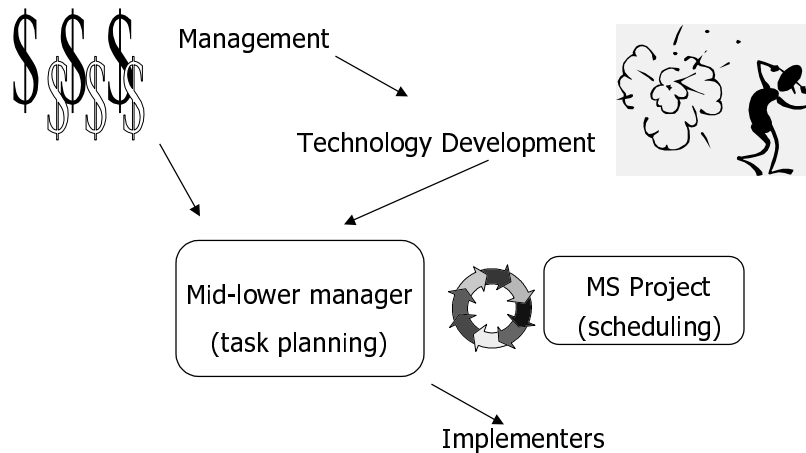 $ $ $
$ $ $
Management
Technology Development
Mid-lower manager
(task planning)
MS Project
(scheduling)
Implementers